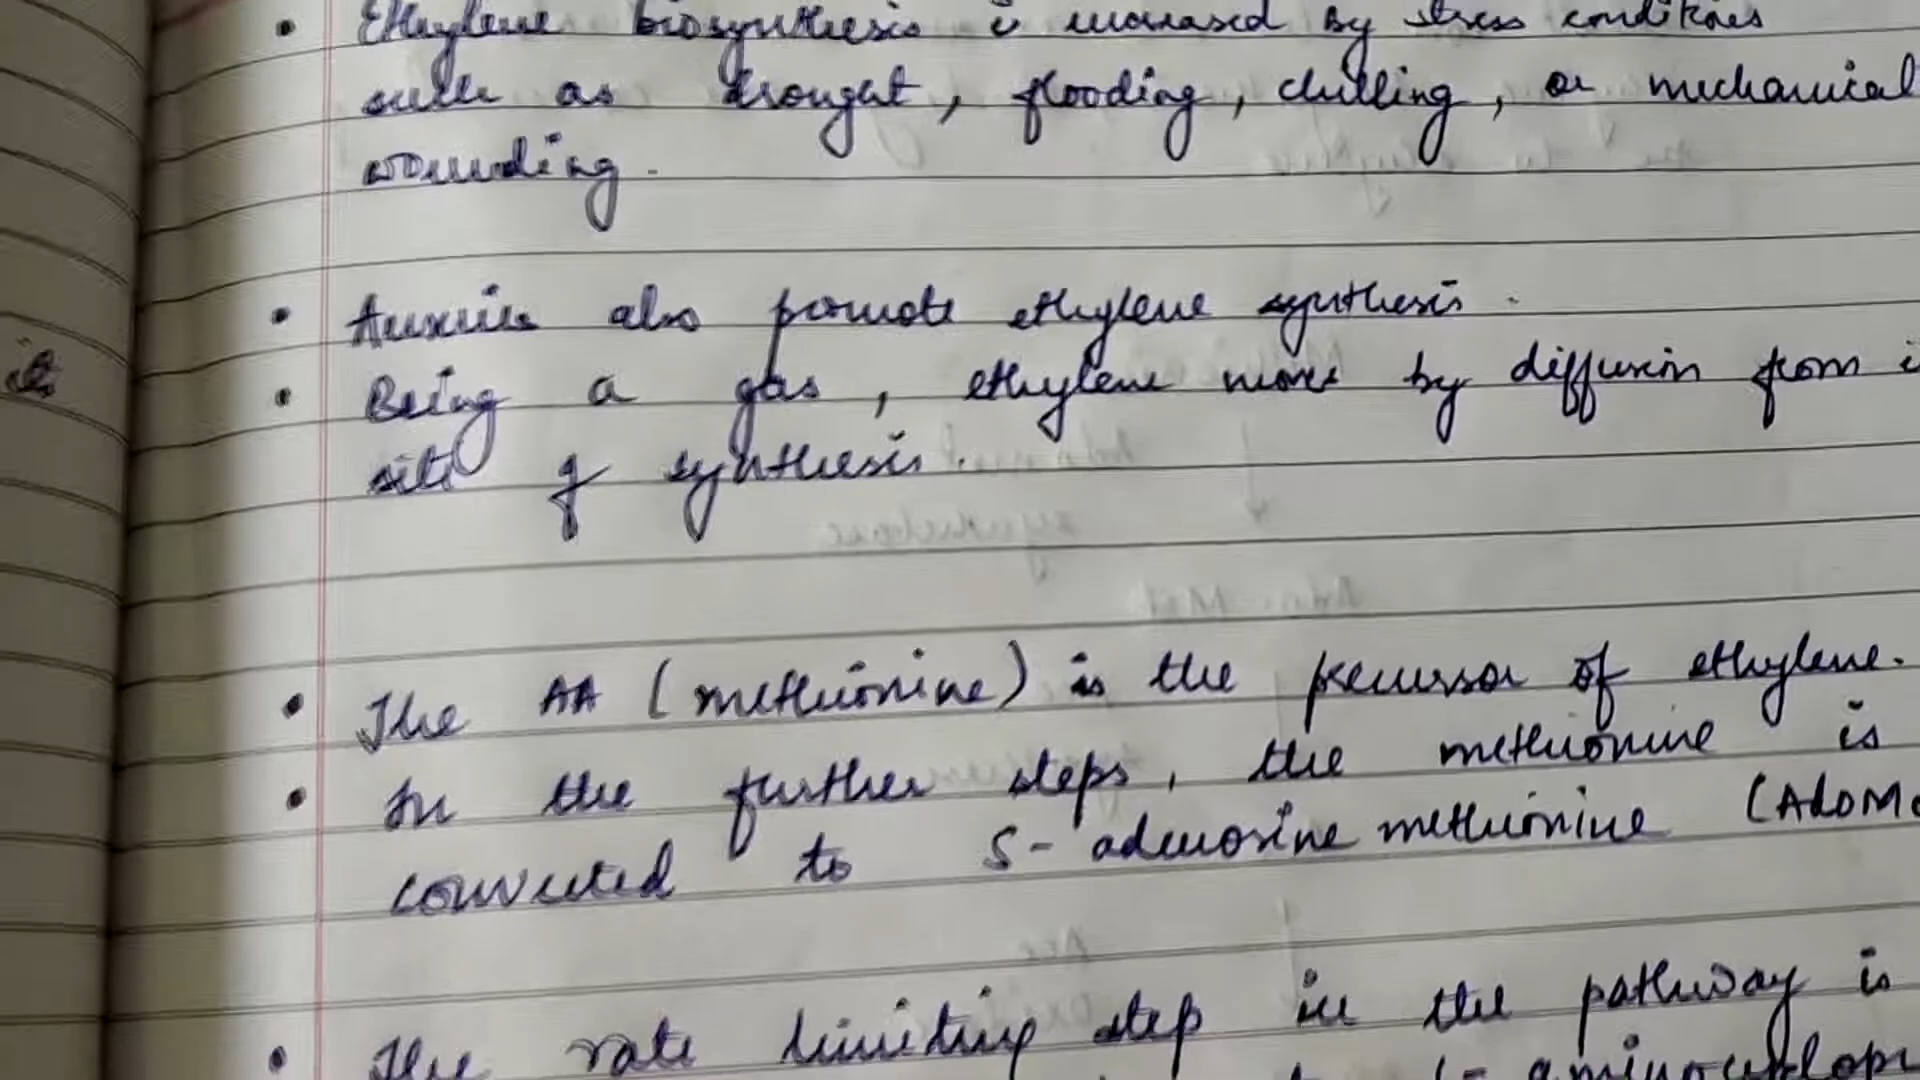 • Ethylene biosynthesis is increased by stress conditions
such as drought, flooding, chilling, or mechanical
wounding.
• Auxins also promote ethylene synthesis.
• Being a gas, ethylene moves by diffusion from
site of synthesis.
• The AA (methionine) is the precursor of ethylene.
• In the further steps, the methionine is
converted to S-adenosine methionine (AdoM
• The rate limiting step in the pathway is
1-aminocyclopr